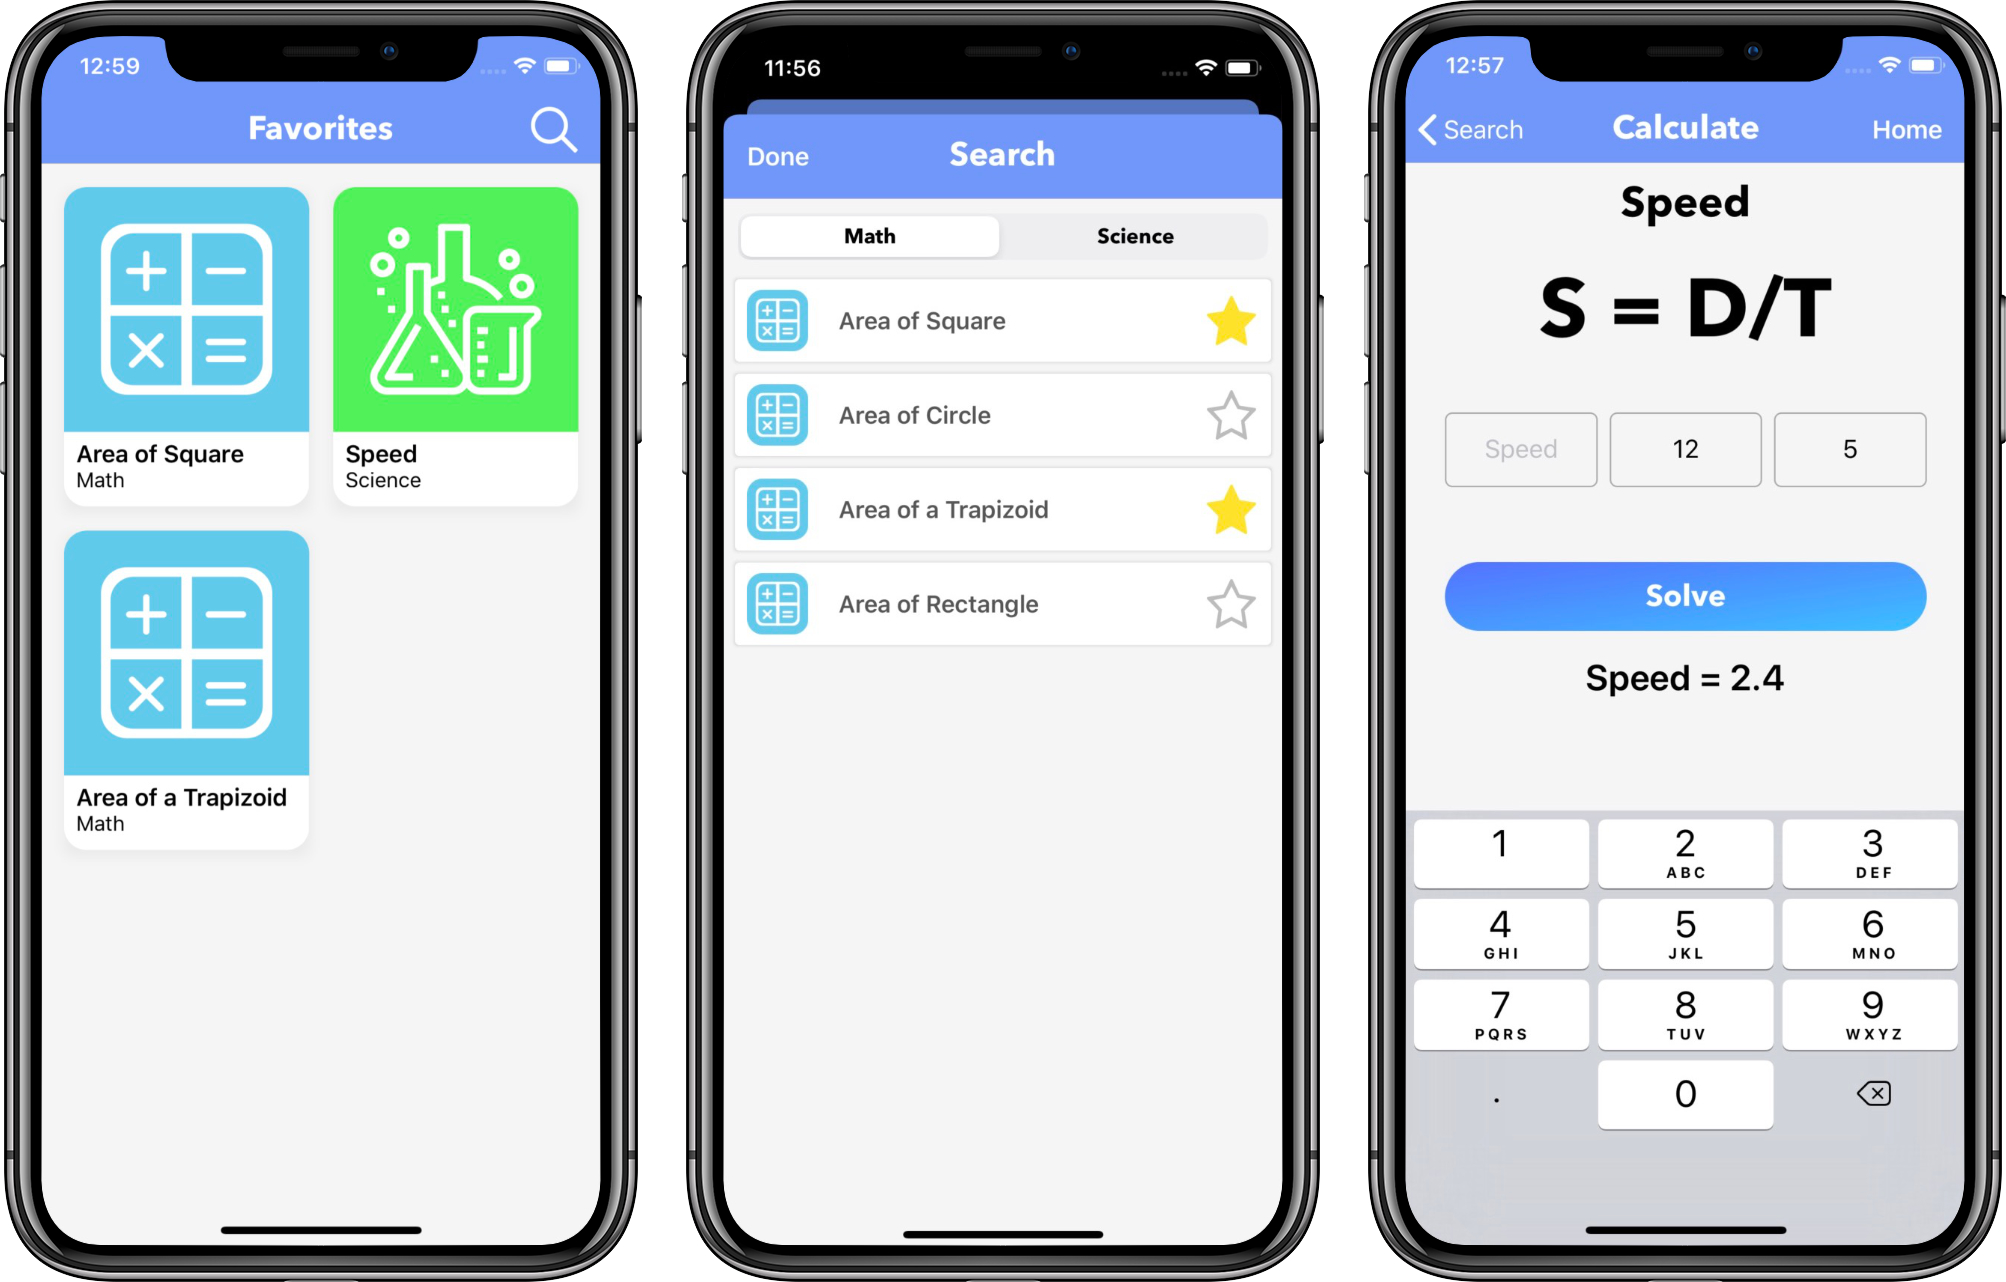 12:59
Favorites
Area of Square
Math
Speed
Science
Area of a Trapizoid
Math
11:56
Done
Search
Math
Science
Area of Square
Area of Circle
Area of a Trapizoid
Area of Rectangle
12:57
Search
Calculate
Home
Speed
S = D/T
Speed
12
5
Solve
Speed = 2.4
1
2
ABC
3
DEF
4
GHI
5
JKL
6
MNO
7
PQRS
8
TUV
9
WXYZ
.
0